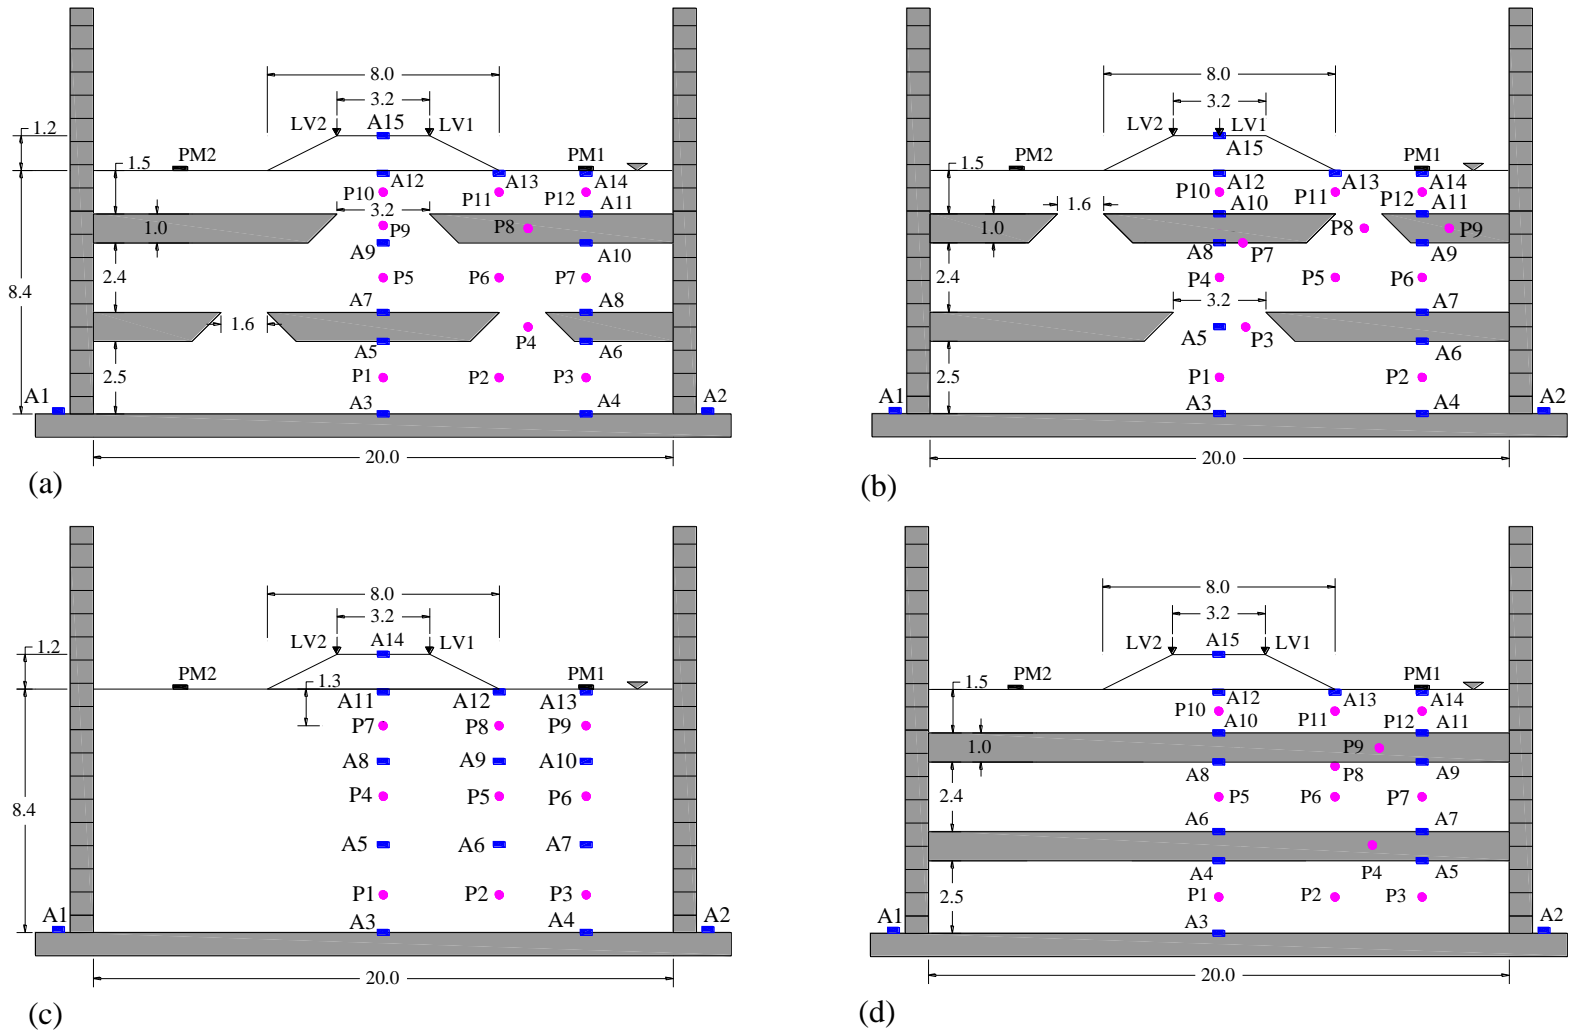 8.0
3.2
LV2 A15 LV1
1.2
PM2 PM1
1.5
A12 A13 A14
P10 P11 P12
3.2 A11
1.0 P9 P8
A9 A10
2.4 P5 P6 P7
8.4
A7 A8
1.6 P4
A5 A6
2.5 P1 P2 P3
A1 A2
A3 A4
20.0
(a)
8.0
3.2
LV2 LV1
A15
PM2 PM1
1.5
A12 A13 A14
P10 P11 P12
1.6 A10 A11
1.0 P8 P9
A8 P7 A9
2.4 P4 P5 P6
3.2 A7
A5 P3
A6
2.5 P1 P2
A1 A2
A3 A4
20.0
(b)
8.0
3.2
LV2 A14 LV1
1.2
PM2 PM1
1.3
A11 A12 A13
P7 P8 P9
A8 A9 A10
P4 P5 P6
8.4
A5 A6 A7
P1 P2 P3
A1 A2
A3 A4
20.0
(c)
8.0
3.2
LV2 A15 LV1
PM2 PM1
1.5
A12 A13 A14
P10 P11 P12
A10 A11
1.0 P9
A8 P8 A9
2.4 P5 P6 P7
A6 A7
P4
A4 A5
2.5 P1 P2 P3
A1 A2
A3
20.0
(d)